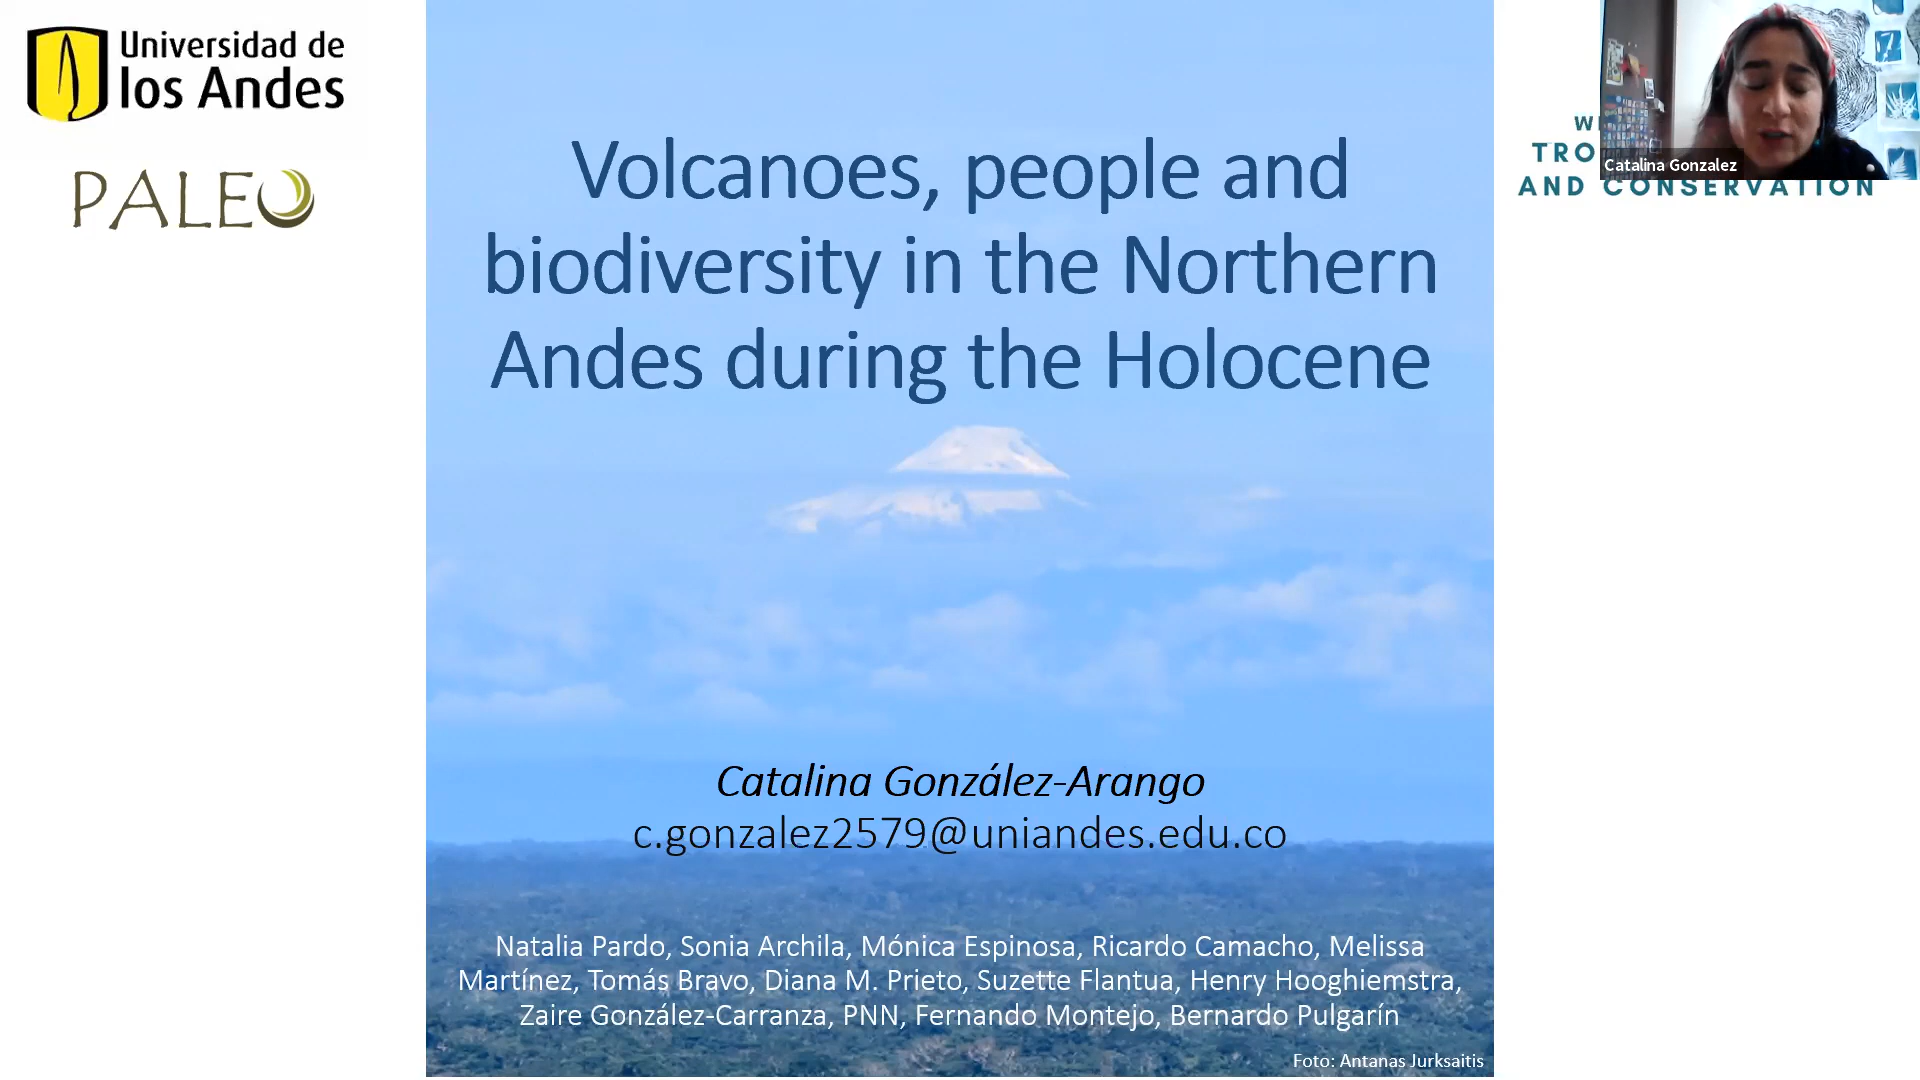 Universidad de
los Andes
PALEO
Volcanoes, people and
biodiversity in the Northern
Andes during the Holocene
Catalina González-Arango
c.gonzalez2579@uniandes.edu.co
Natalia Pardo, Sonia Archila, Mónica Espinosa, Ricardo Camacho, Melissa
Martínez, Tomás Bravo, Diana M. Prieto, Suzette Flantua, Henry Hooghiemstra,
Zaire González-Carranza, PNN, Fernando Montejo, Bernardo Pulgarín
Foto: Antanas Jurksaitis
Catalina Gonzalez
AND CONSERVATION